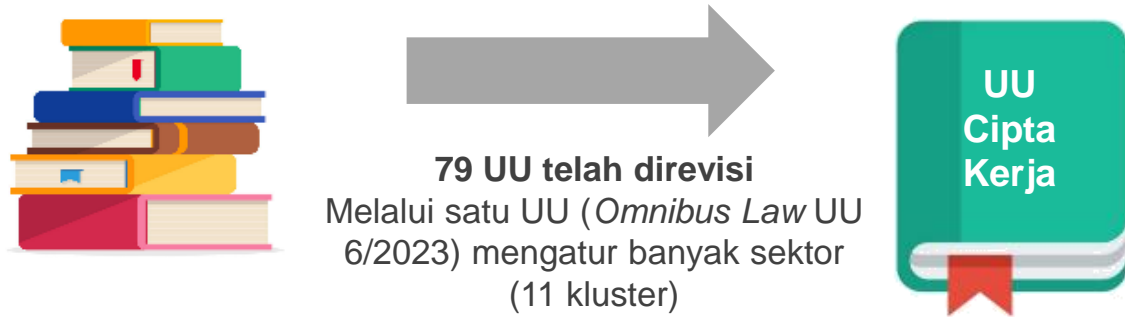 79 UU telah direvisi
Melalui satu UU (Omnibus Law UU
6/2023) mengatur banyak sektor
(11 kluster)
UU
Cipta
Kerja